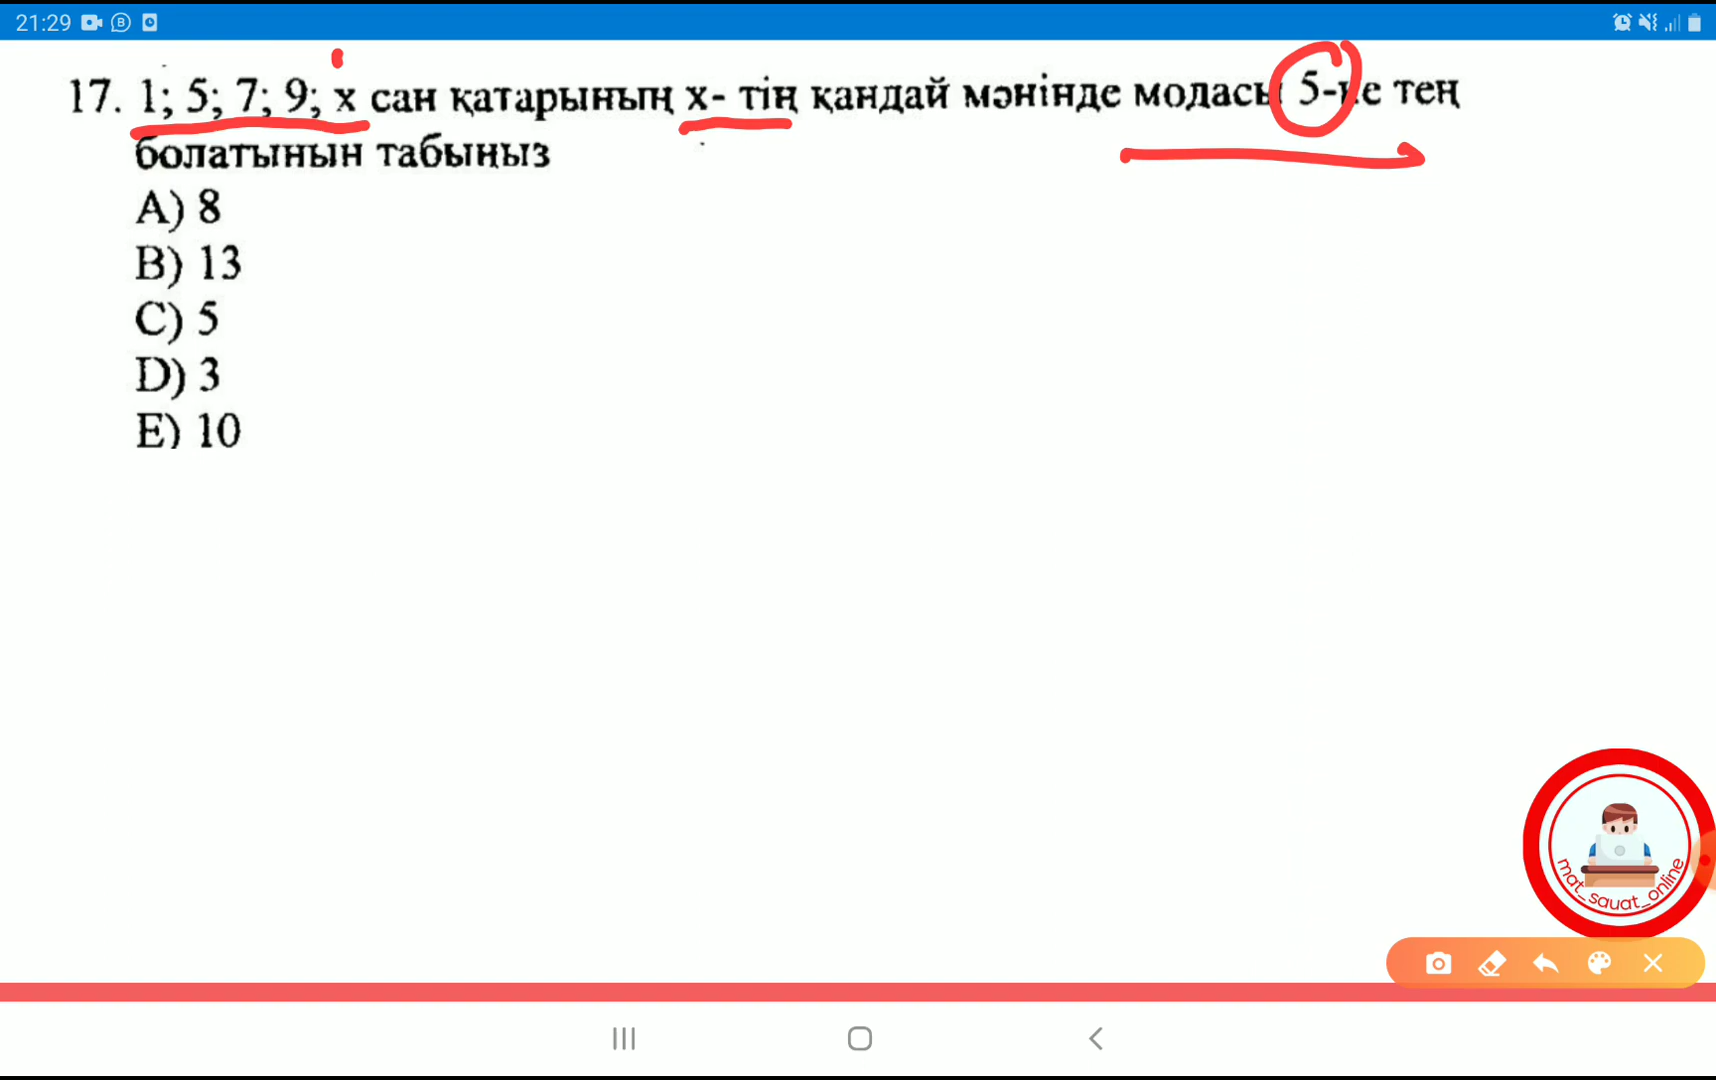 21:29
17. 1; 5; 7; 9; x сан қатарының x- тің қандай мәнінде модасы 5-ке тең
болатынын табыңыз
A) 8
B) 13
C) 5
D) 3
E) 10
mat_sauat_online